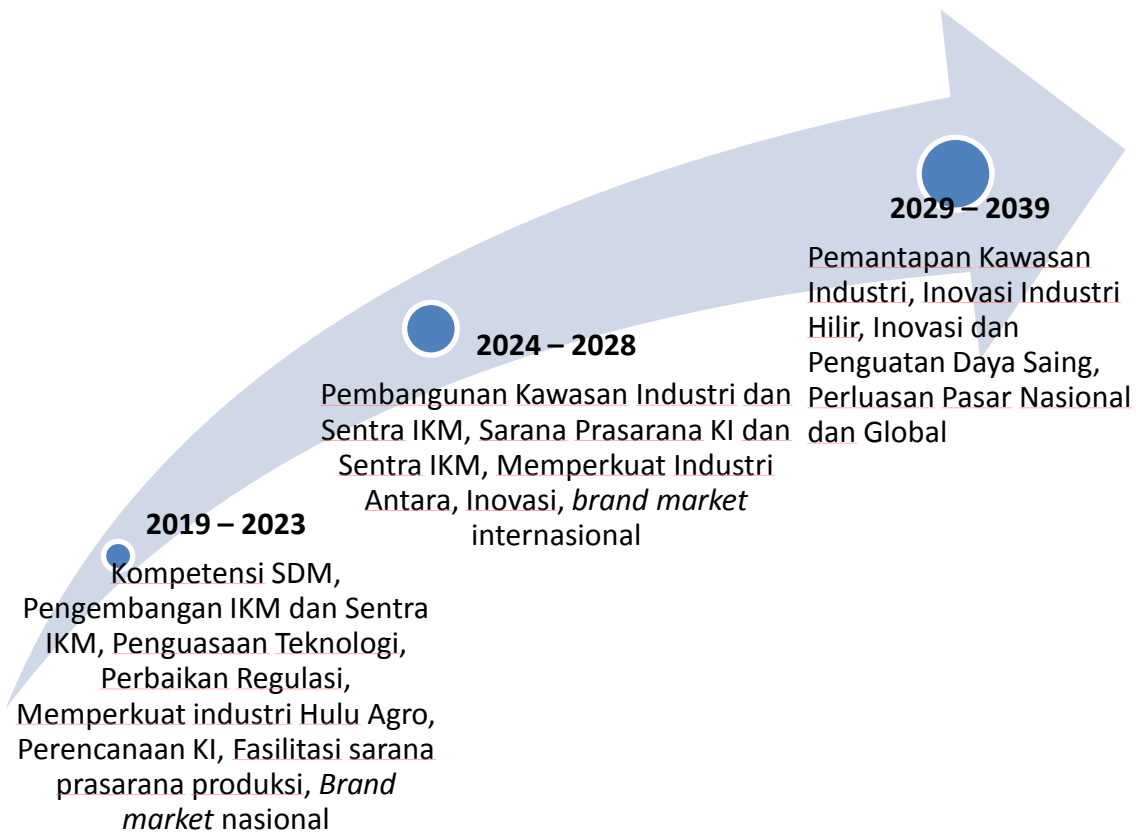 2019 – 2023
Kompetensi SDM,
Pengembangan IKM dan Sentra
IKM, Penguasaan Teknologi,
Perbaikan Regulasi,
Memperkuat industri Hulu Agro,
Perencanaan KI, Fasilitasi sarana
prasarana produksi, Brand
market nasional
2024 – 2028
Pembangunan Kawasan Industri dan
Sentra IKM, Sarana Prasarana KI dan
Sentra IKM, Memperkuat Industri
Antara, Inovasi, brand market
internasional
2029 – 2039
Pemantapan Kawasan
Industri, Inovasi Industri
Hilir, Inovasi dan
Penguatan Daya Saing,
Perluasan Pasar Nasional
dan Global